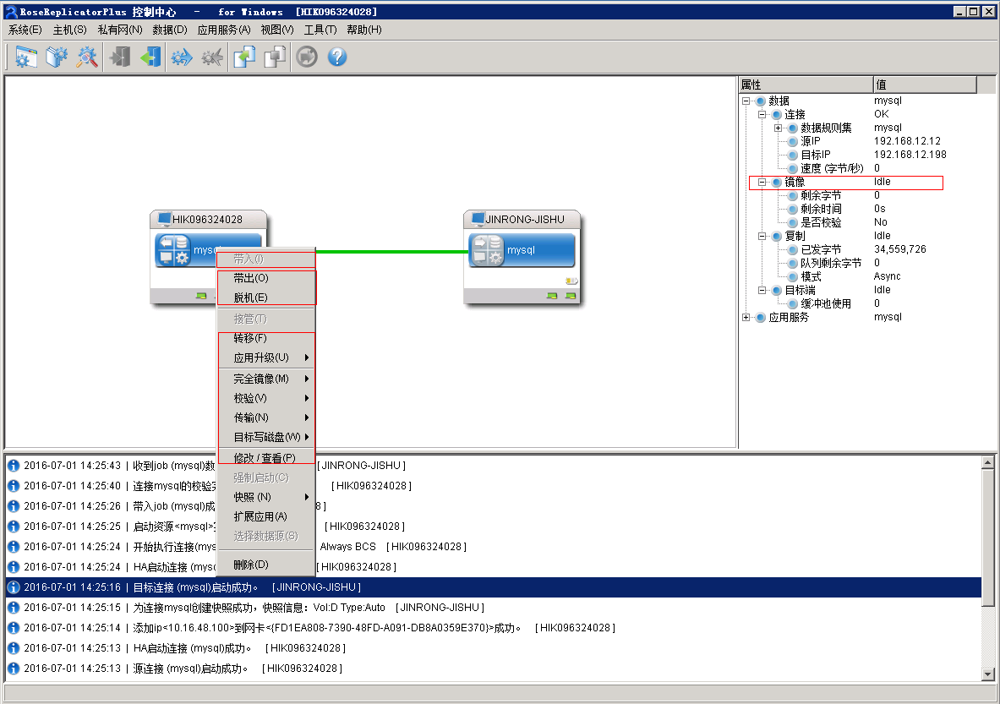 RoseReplicatorPlus 控制中心 - for Windows [HIK096324028]
系统(E) 主机(S) 私有网(N) 数据(D) 应用服务(A) 视图(V) 工具(T) 帮助(H)
HIK096324028
mysql
JINRONG-JISHU
mysql
带入(I)
带出(O)
脱机(E)
接管(T)
转移(F)
应用升级(U)
完全镜像(M)
校验(V)
传输(N)
目标写磁盘(W)
修改/查看(P)
强制启动(C)
快照 (N)
扩展应用(A)
选择数据源(S)
删除(D)
属性 值
数据 mysql
连接 OK
数据规则集 mysql
源IP 192.168.12.12
目标IP 192.168.12.198
速度 (字节/秒) 0
镜像 Idle
剩余字节 0
剩余时间 0s
是否校验 No
复制 Idle
已发字节 34,559,726
队列剩余字节 0
模式 Async
目标端 Idle
缓冲池使用 0
应用服务 mysql
2016-07-01 14:25:43 | 收到job (mysql)数 [JINRONG-JISHU]
2016-07-01 14:25:40 | 连接mysql的校验 [HIK096324028]
2016-07-01 14:25:26 | 带入job (mysql)成 8]
2016-07-01 14:25:25 | 启动资源<mysql> [HIK096324028]
2016-07-01 14:25:24 | 开始执行连接(mys Always BCS [HIK096324028]
2016-07-01 14:25:24 | HA启动连接 (mysq [HIK096324028]
2016-07-01 14:25:16 | 目标连接 (mysql)启动成功。 [JINRONG-JISHU]
2016-07-01 14:25:15 | 为连接mysql创建快照成功，快照信息：Vol:D Type:Auto [JINRONG-JISHU]
2016-07-01 14:25:14 | 添加ip<10.16.48.100>到网卡<{FD1EA808-7390-48FD-A091-DB8A0359E370}>成功。 [HIK096324028]
2016-07-01 14:25:13 | HA启动连接 (mysql)成功。 [HIK096324028]
2016-07-01 14:25:13 | 源连接 (mysql)启动成功。 [HIK096324028]